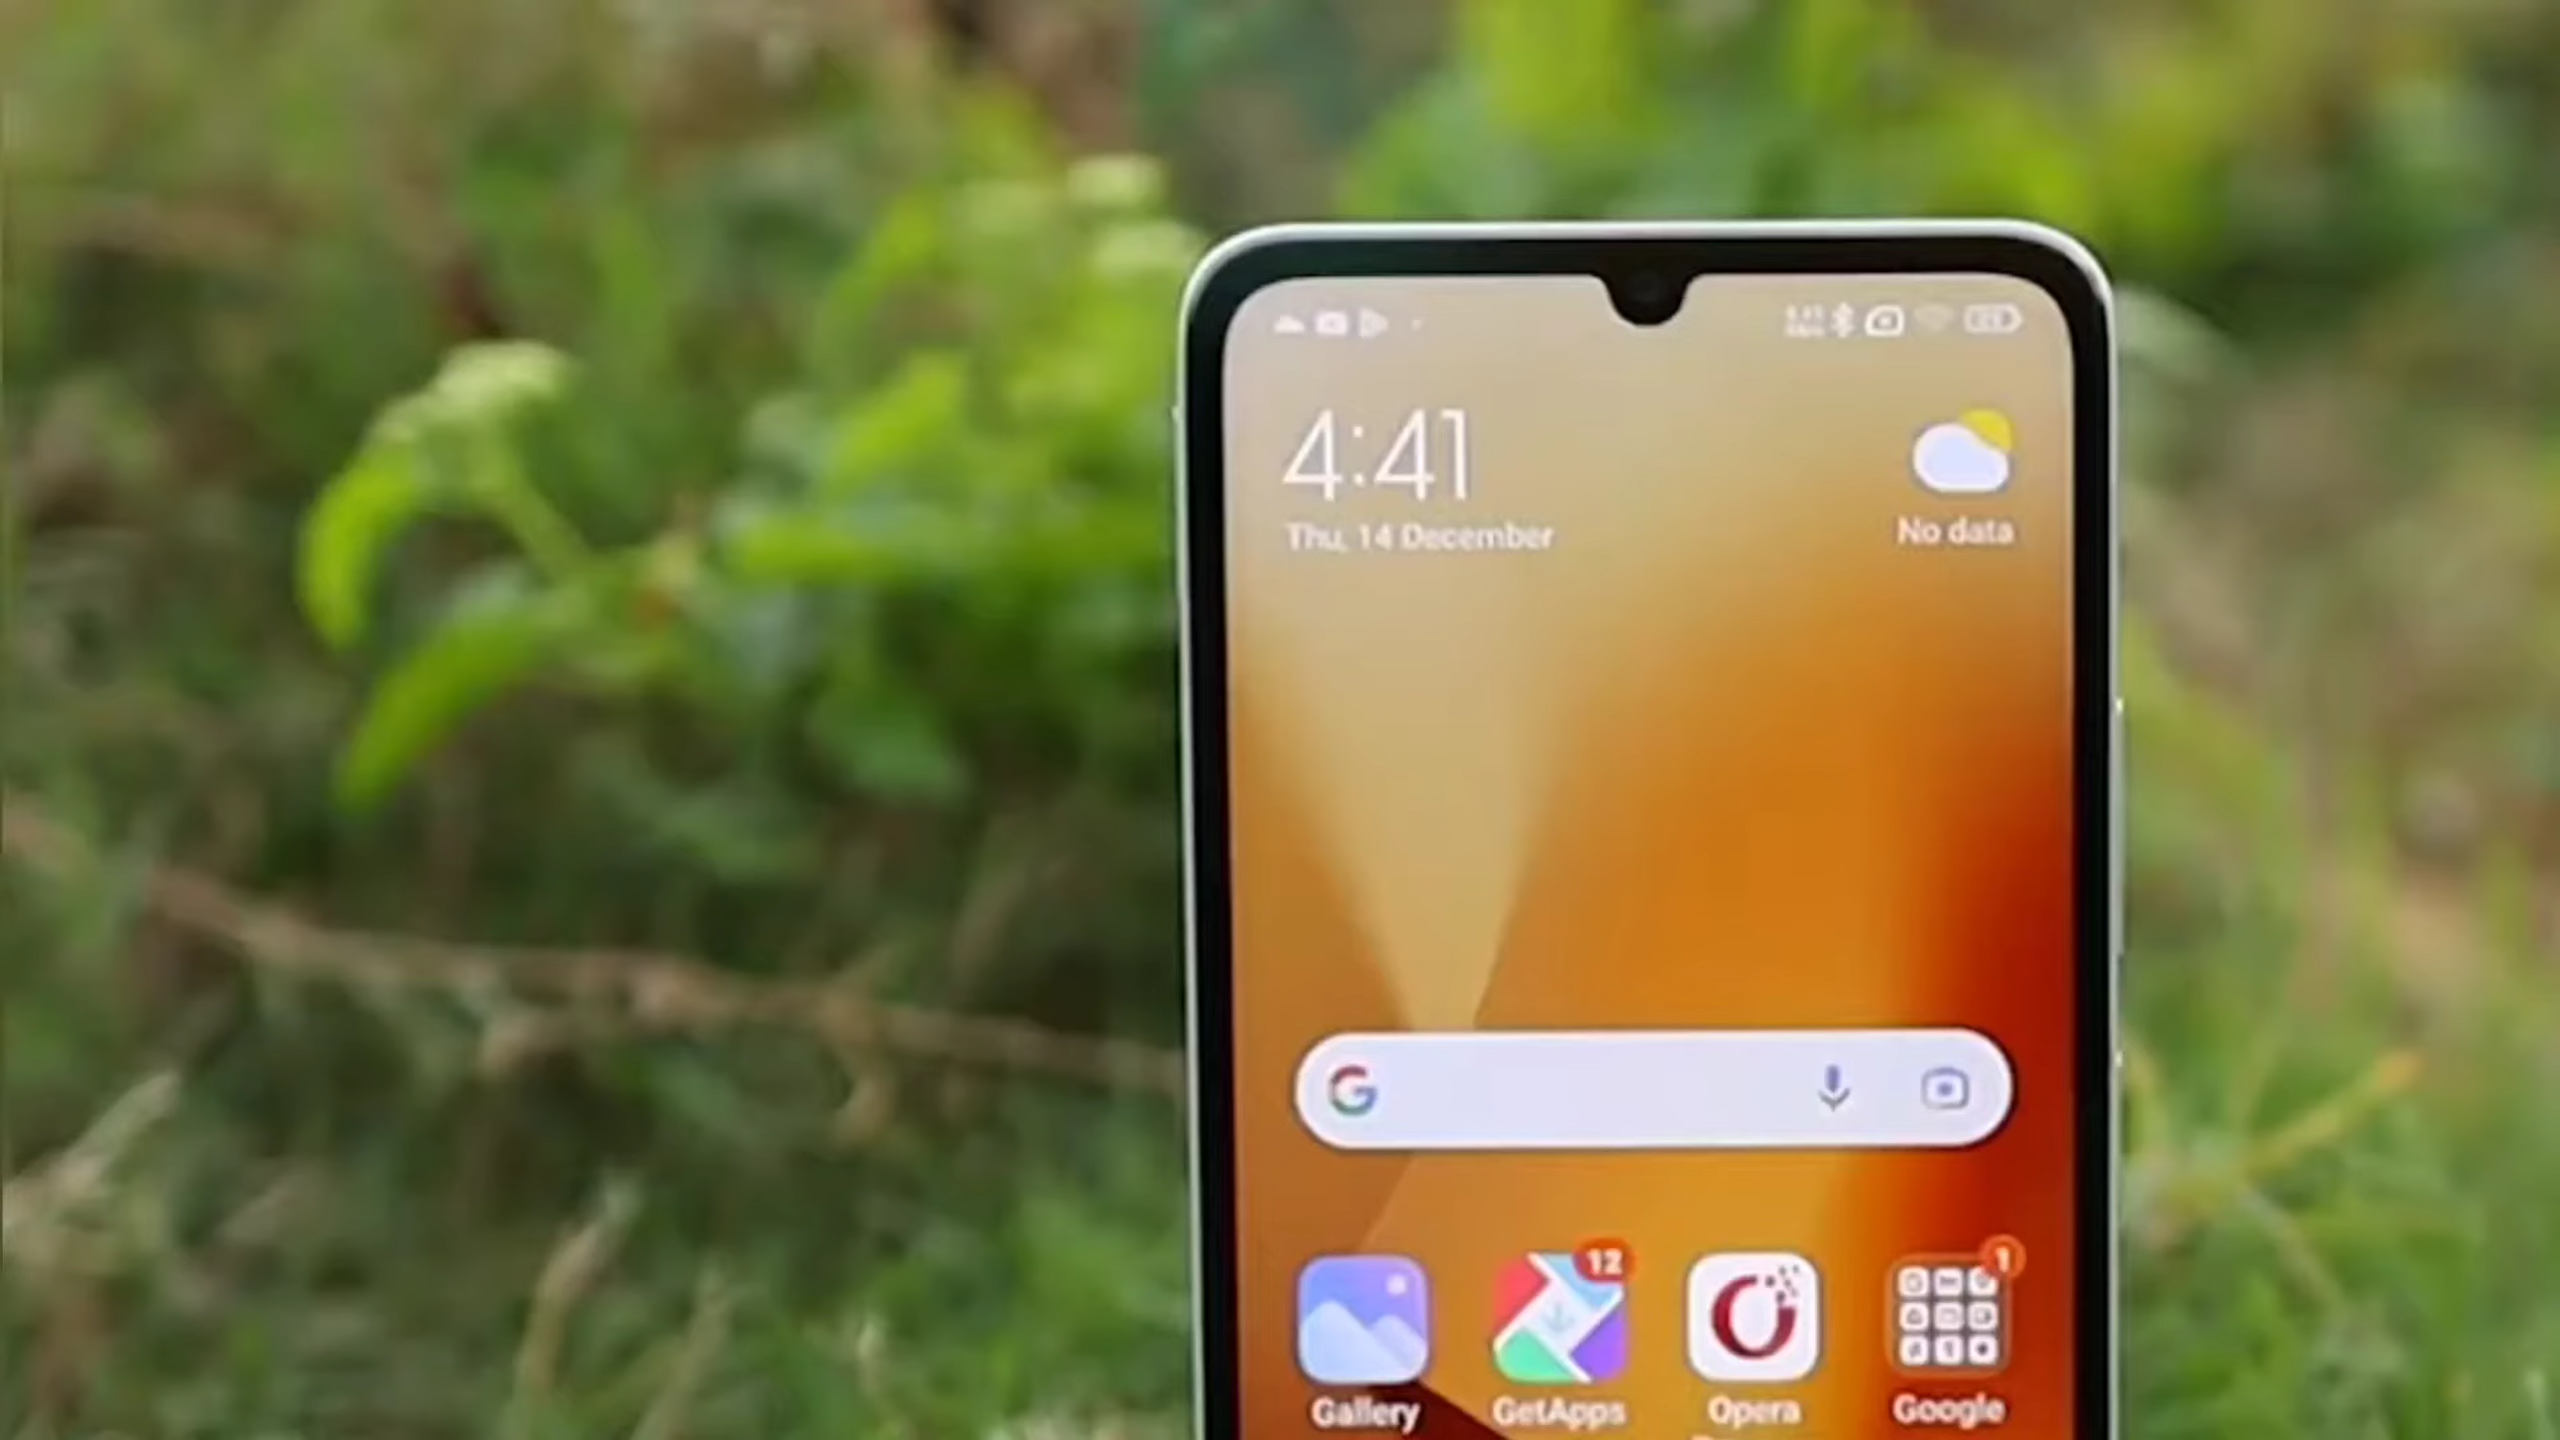 4:41
Thu, 14 December
No data
G
12
1
Gallery
GetApps
Opera
Google